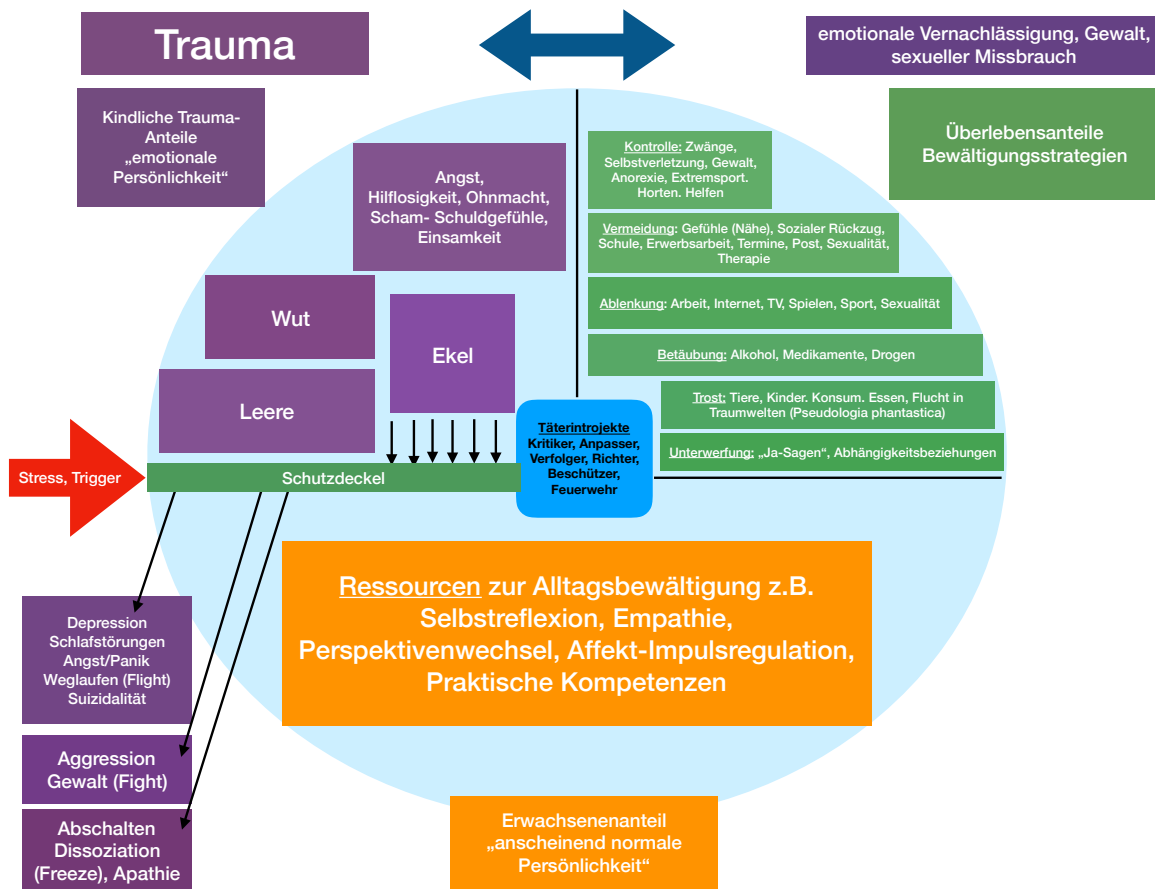 Trauma
emotionale Vernachlässigung, Gewalt,
sexueller Missbrauch
Kindliche Trauma-
Anteile
„emotionale
Persönlichkeit“
Überlebensanteile
Bewältigungsstrategien
Angst,
Hilflosigkeit, Ohnmacht,
Scham- Schuldgefühle,
Einsamkeit
Kontrolle: Zwänge,
Selbstverletzung, Gewalt,
Anorexie, Extremsport.
Horten. Helfen
Vermeidung: Gefühle (Nähe), Sozialer Rückzug,
Schule, Erwerbsarbeit, Termine, Post, Sexualität,
Therapie
Wut
Ekel
Ablenkung: Arbeit, Internet, TV, Spielen, Sport, Sexualität
Betäubung: Alkohol, Medikamente, Drogen
Leere
Trost: Tiere, Kinder. Konsum. Essen, Flucht in
Traumwelten (Pseudologia phantastica)
Unterwerfung: „Ja-Sagen“, Abhängigkeitsbeziehungen
Täterintrojekte
Kritiker, Anpasser,
Verfolger, Richter,
Beschützer,
Feuerwehr
Stress, Trigger
Schutzdeckel
Ressourcen zur Alltagsbewältigung z.B.
Selbstreflexion, Empathie,
Perspektivenwechsel, Affekt-Impulsregulation,
Praktische Kompetenzen
Depression
Schlafstörungen
Angst/Panik
Weglaufen (Flight)
Suizidalität
Aggression
Gewalt (Fight)
Abschalten
Dissoziation
(Freeze), Apathie
Erwachsenenanteil
„anscheinend normale
Persönlichkeit“